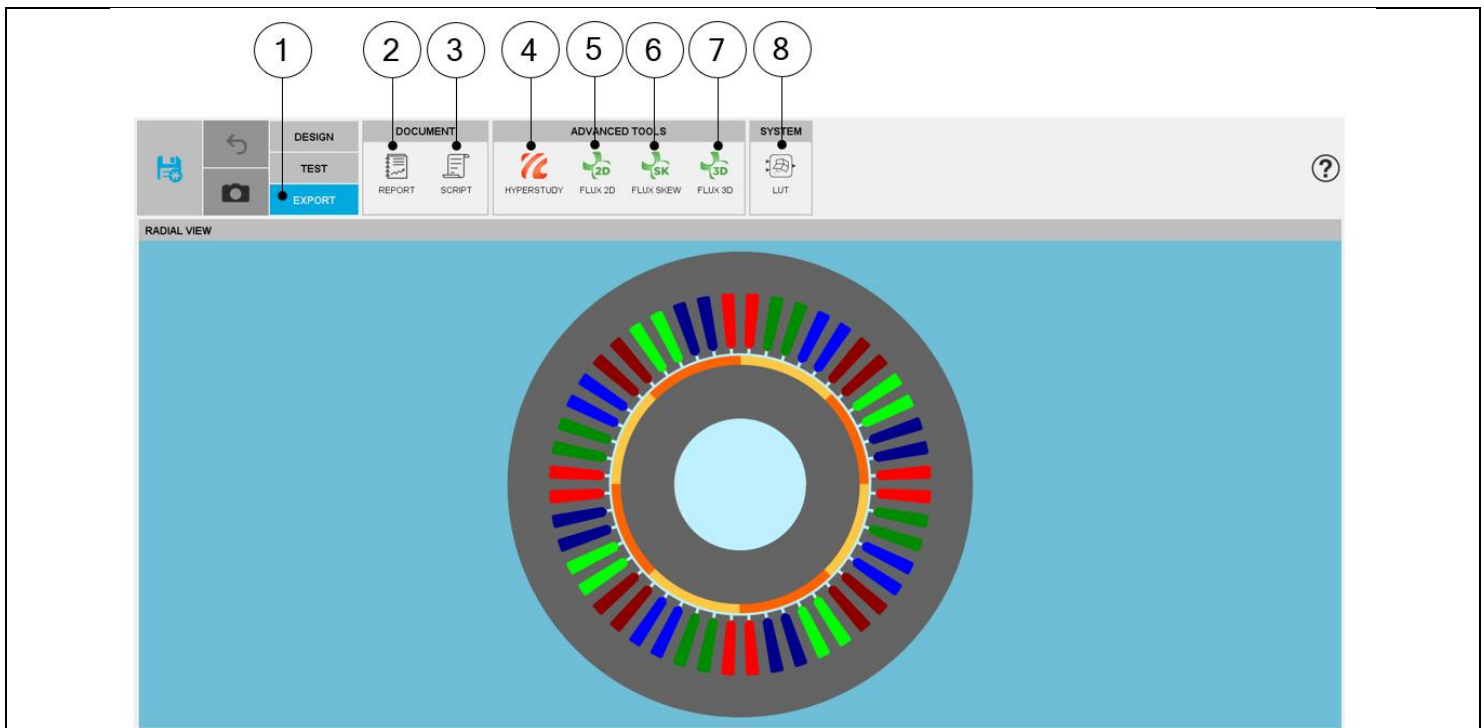 1 2 3 4 5 6 7 8
DESIGN DOCUMENT ADVANCED TOOLS SYSTEM
TEST
2D SK 3D
EXPORT REPORT SCRIPT HYPERSTUDY FLUX 2D FLUX SKEW FLUX 3D LUT
?
RADIAL VIEW